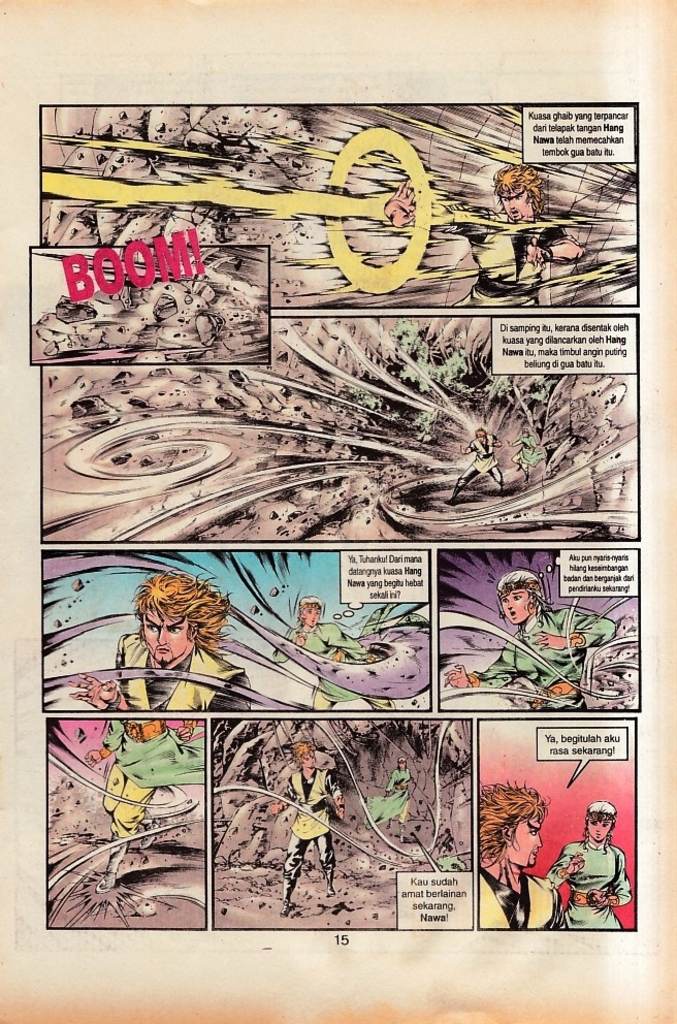 Kuasa ghaib yang terpancar
dari telapak tangan Hang
Nawa telah memecahkan
tembok gua batu itu.
BOOM!
Di samping itu, kerana disentak oleh
kuasa yang dilancarkan oleh Hang
Nawa itu, maka timbul angin puting
beliung di gua batu itu.
Ya, Tuhanku! Dari mana
datangnya kuasa Hang
Nawa yang begitu hebat
sekali ini?
Aku pun nyaris-nyaris
hilang keseimbangan
badan dan berganjak dari
pendirianku sekarang!
Kau sudah
amat berlainan
sekarang,
Nawa!
Ya, begitulah aku
rasa sekarang!
15